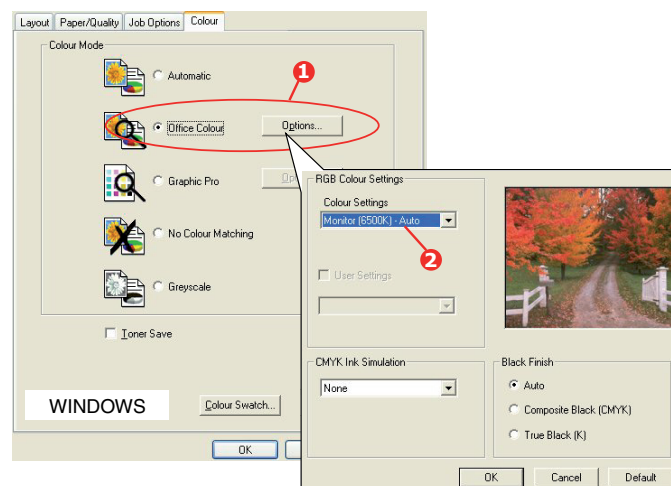 Layout Paper/Quality Job Options Colour
Colour Mode
Automatic
1
Office Colour Options...
Graphic Pro
No Colour Matching
Greyscale
Toner Save
WINDOWS Colour Swatch...
OK
RGB Colour Settings
Colour Settings
Monitor (6500K) - Auto
2
User Settings
CMYK Ink Simulation
None
Black Finish
Auto
Composite Black (CMYK)
True Black (K)
OK Cancel Default